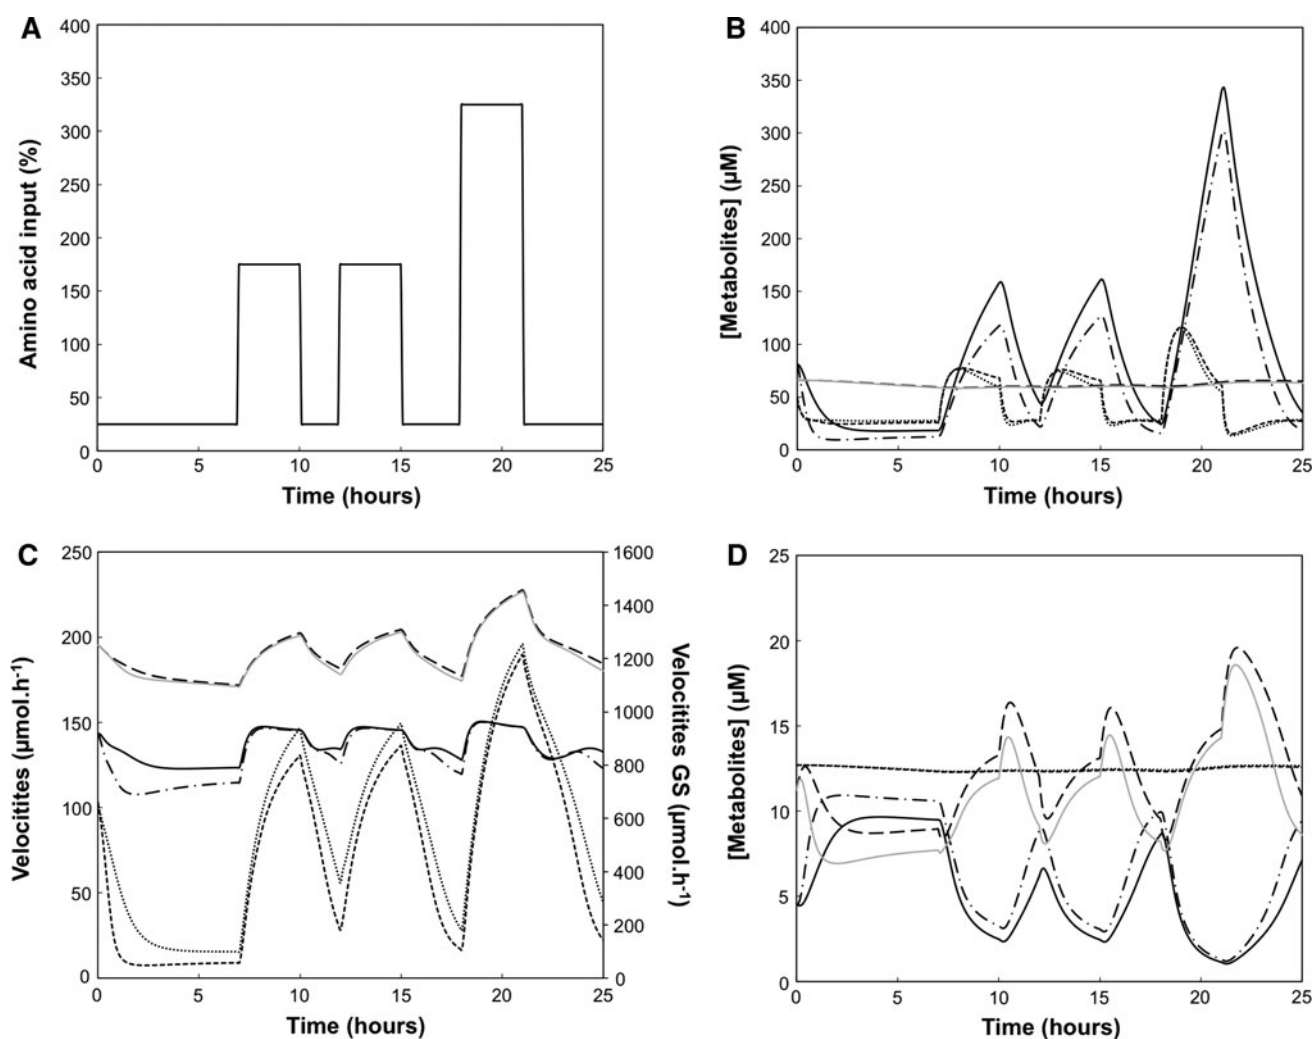 A
400
350
300
250
200
150
100
50
0
Amino acid input (%)
0 5 10 15 20 25
Time (hours)
B
400
350
300
250
200
150
100
50
0
[Metabolites] (µM)
0 5 10 15 20 25
Time (hours)
C
250
200
150
100
50
0
Velocitites (µmol.h-1)
1600
1400
1200
1000
800
600
400
200
0
Velocitites GS (µmol.h-1)
0 5 10 15 20 25
Time (hours)
D
25
20
15
10
5
0
[Metabolites] (µM)
0 5 10 15 20 25
Time (hours)